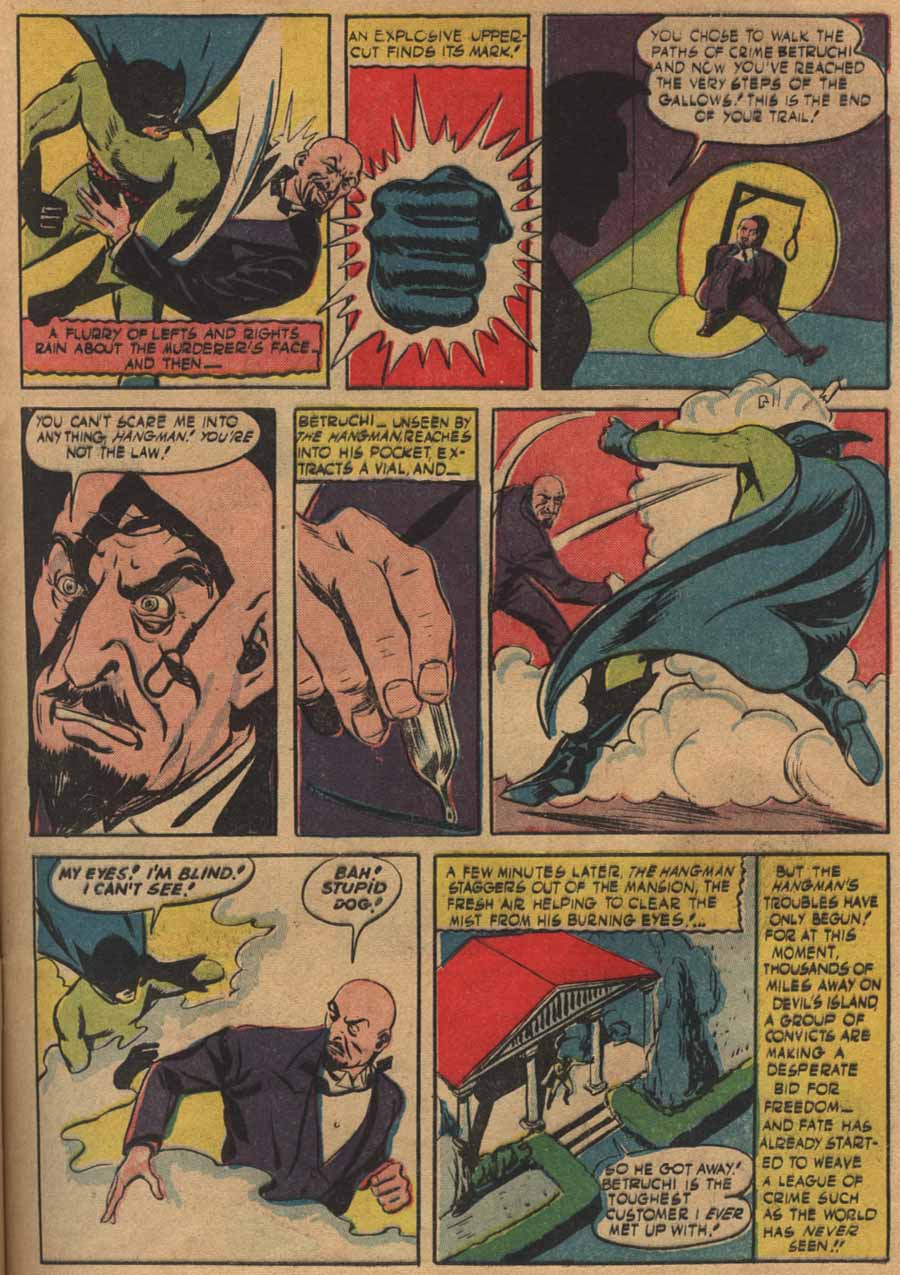 A FLURRY OF LEFTS AND RIGHTS
RAIN ABOUT THE MURDERER'S FACE—
AND THEN—
AN EXPLOSIVE UPPER-
CUT FINDS ITS MARK!
YOU CHOSE TO WALK THE
PATHS OF CRIME BETRUCHI
AND NOW YOU'VE REACHED
THE VERY STEPS OF THE
GALLOWS! THIS IS THE END
OF YOUR TRAIL!
YOU CAN'T SCARE ME INTO
ANYTHING, HANGMAN! YOU'RE
NOT THE LAW!
BETRUCHI— UNSEEN BY
THE HANGMAN, REACHES
INTO HIS POCKET, EX-
TRACTS A VIAL, AND—
MY EYES! I'M BLIND!
I CAN'T SEE!
BAH!
STUPID
DOG!
A FEW MINUTES LATER, THE HANGMAN
STAGGERS OUT OF THE MANSION, THE
FRESH AIR HELPING TO CLEAR THE
MIST FROM HIS BURNING EYES!...
SO HE GOT AWAY!
BETRUCHI IS THE
TOUGHEST
CUSTOMER I EVER
MET UP WITH!
BUT THE
HANGMAN'S
TROUBLES HAVE
ONLY BEGUN!
FOR AT THIS
MOMENT,
THOUSANDS OF
MILES AWAY ON
DEVIL'S ISLAND,
A GROUP OF
CONVICTS ARE
MAKING A
DESPERATE
BID FOR
FREEDOM—
AND FATE HAS
ALREADY START-
ED TO WEAVE
A LEAGUE OF
CRIME SUCH
AS THE WORLD
HAS NEVER
SEEN!!